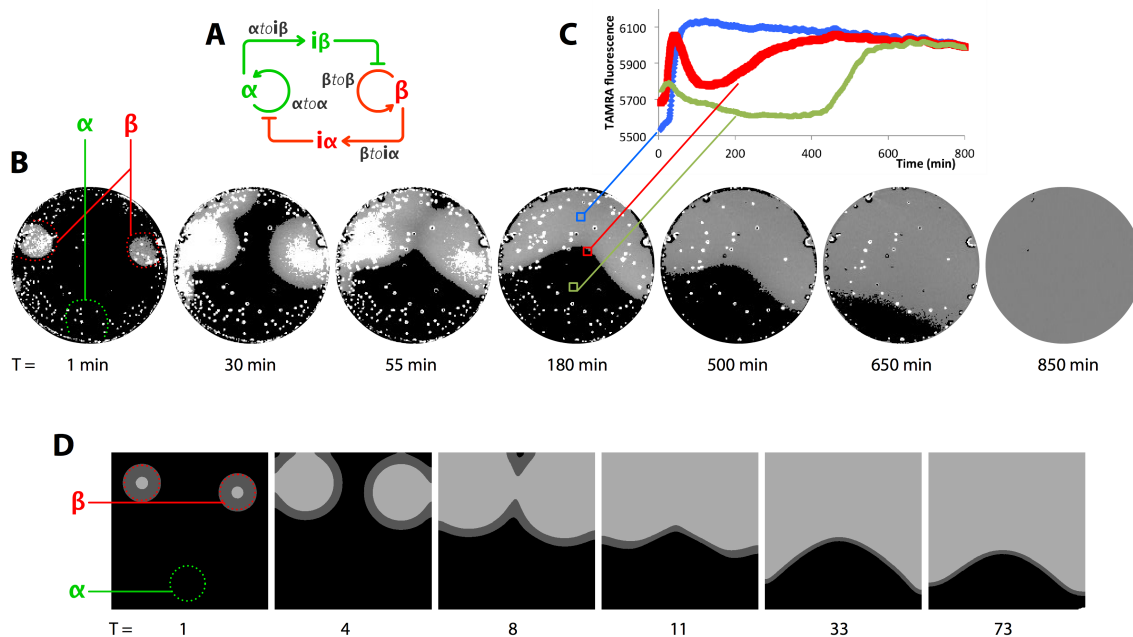 A
αtoiβ
iβ
βtoβ
α
β
αtoα
iα
βtoiα
C
TAMRA fluorescence
6100
5900
5700
5500
0
200
400
600
800
Time (min)
B
α
β
T =
1 min
30 min
55 min
180 min
500 min
650 min
850 min
D
β
α
T =
1
4
8
11
33
73